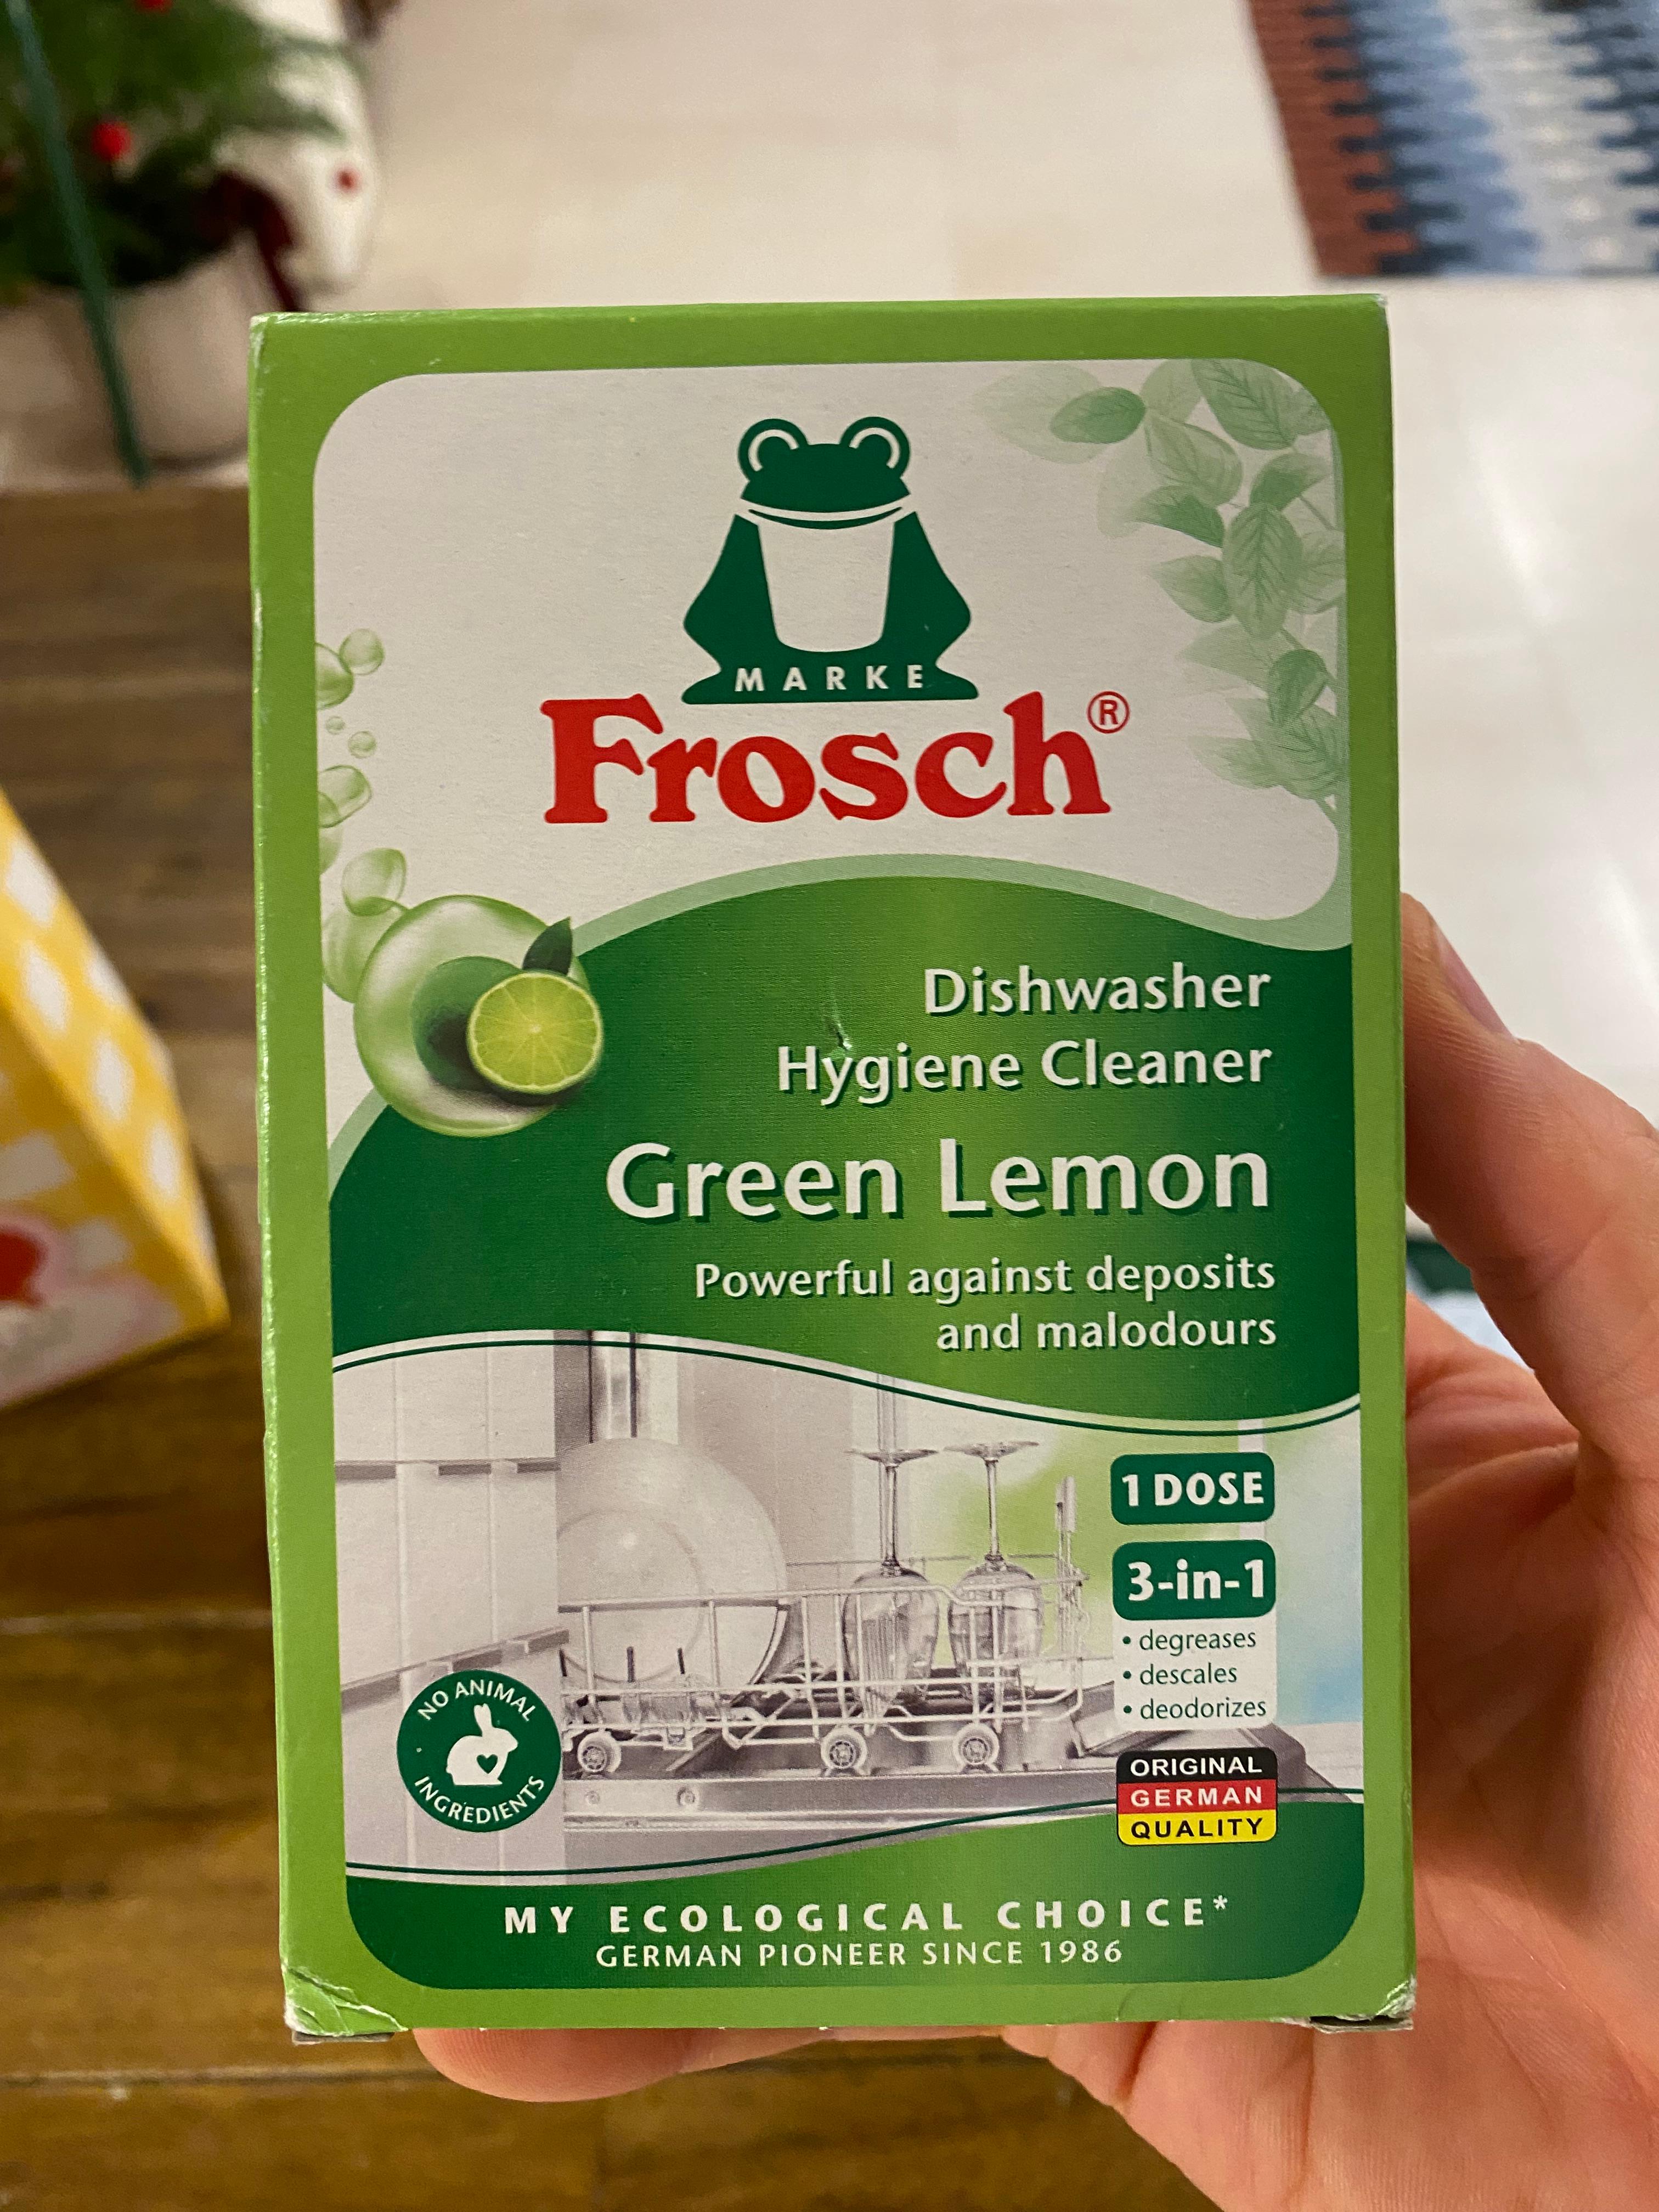 MARKE
Frosch®
Dishwasher
Hygiene Cleaner
Green Lemon
Powerful against deposits
and malodours
1 DOSE
3-in-1
• degreases
• descales
• deodorizes
NO ANIMAL
INGREDIENTS
ORIGINAL
GERMAN
QUALITY
MY ECOLOGICAL CHOICE*
GERMAN PIONEER SINCE 1986